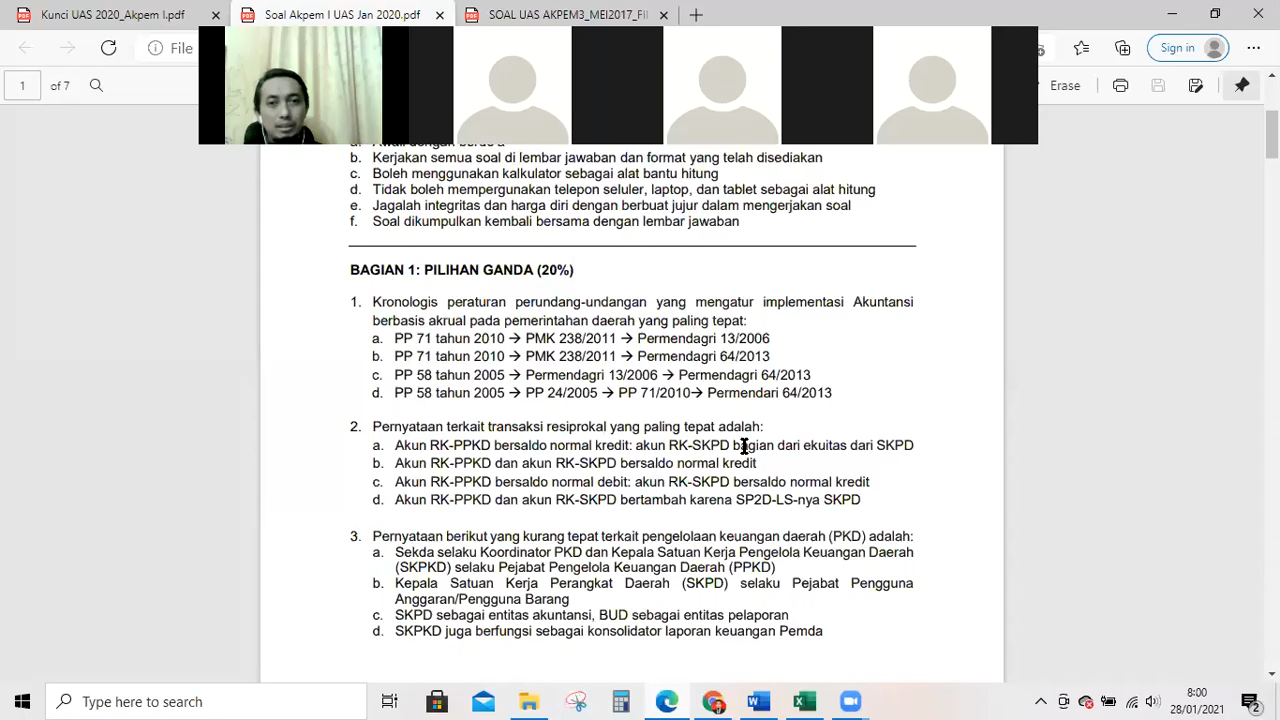 Kunci UAS 2020_Akpem I.pdf
Soal Akpem I UAS Jan 2020.pdf
SOAL UAS AKPEM3_MEI2017_FI
File
Sign in
1 of 7
Erase
b. Kerjakan semua soal di lembar jawaban dan format yang telah disediakan
c. Boleh menggunakan kalkulator sebagai alat bantu hitung
d. Tidak boleh mempergunakan telepon seluler, laptop, dan tablet sebagai alat hitung
e. Jagalah integritas dan harga diri dengan berbuat jujur dalam mengerjakan soal
f. Soal dikumpulkan kembali bersama dengan lembar jawaban
BAGIAN 1: PILIHAN GANDA (20%)
1. Kronologis peraturan perundang-undangan yang mengatur implementasi Akuntansi
berbasis akrual pada pemerintahan daerah yang paling tepat:
a. PP 71 tahun 2010 → PMK 238/2011 → Permendagri 13/2006
b. PP 71 tahun 2010 → PMK 238/2011 → Permendagri 64/2013
c. PP 58 tahun 2005 → Permendagri 13/2006 → Permendagri 64/2013
d. PP 58 tahun 2005 → PP 24/2005 → PP 71/2010→ Permendari 64/2013
2. Pernyataan terkait transaksi resiprokal yang paling tepat adalah:
a. Akun RK-PPKD bersaldo normal kredit: akun RK-SKPD bagian dari ekuitas dari SKPD
b. Akun RK-PPKD dan akun RK-SKPD bersaldo normal kredit
c. Akun RK-PPKD bersaldo normal debit: akun RK-SKPD bersaldo normal kredit
d. Akun RK-PPKD dan akun RK-SKPD bertambah karena SP2D-LS-nya SKPD
3. Pernyataan berikut yang kurang tepat terkait pengelolaan keuangan daerah (PKD) adalah:
a. Sekda selaku Koordinator PKD dan Kepala Satuan Kerja Pengelola Keuangan Daerah
(SKPKD) selaku Pejabat Pengelola Keuangan Daerah (PPKD)
b. Kepala Satuan Kerja Perangkat Daerah (SKPD) selaku Pejabat Pengguna
Anggaran/Pengguna Barang
c. SKPD sebagai entitas akuntansi, BUD sebagai entitas pelaporan
d. SKPKD juga berfungsi sebagai konsolidator laporan keuangan Pemda
Type here to search
8:00
28/01/2021
2